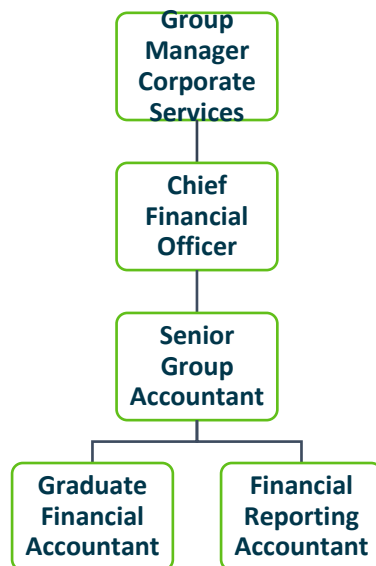 Group
Manager
Corporate
Services
Chief
Financial
Officer
Senior
Group
Accountant
Graduate
Financial
Accountant
Financial
Reporting
Accountant